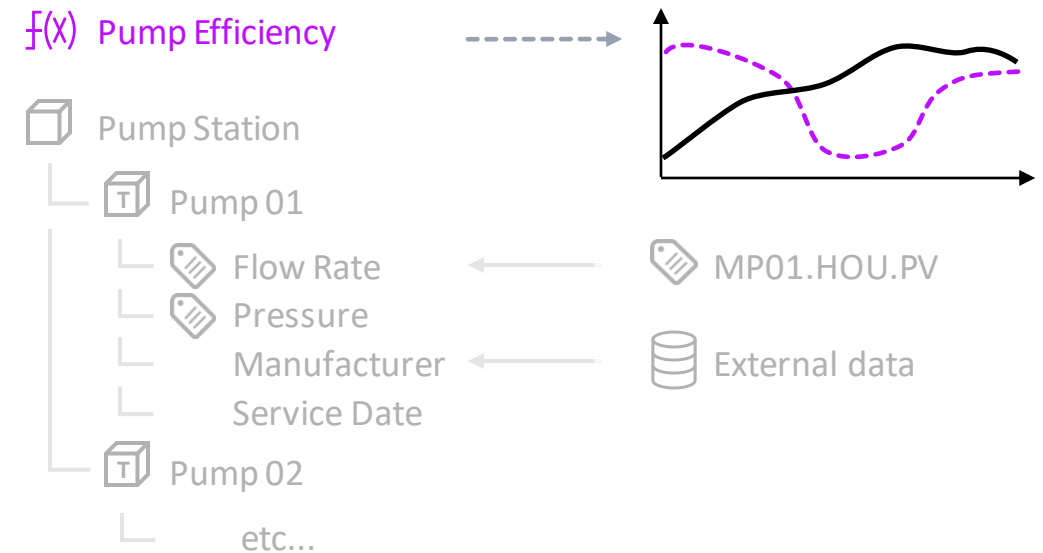 f(x) Pump Efficiency
Pump Station
T Pump 01
Flow Rate
MP01.HOU.PV
Pressure
Manufacturer
External data
Service Date
T Pump 02
etc...